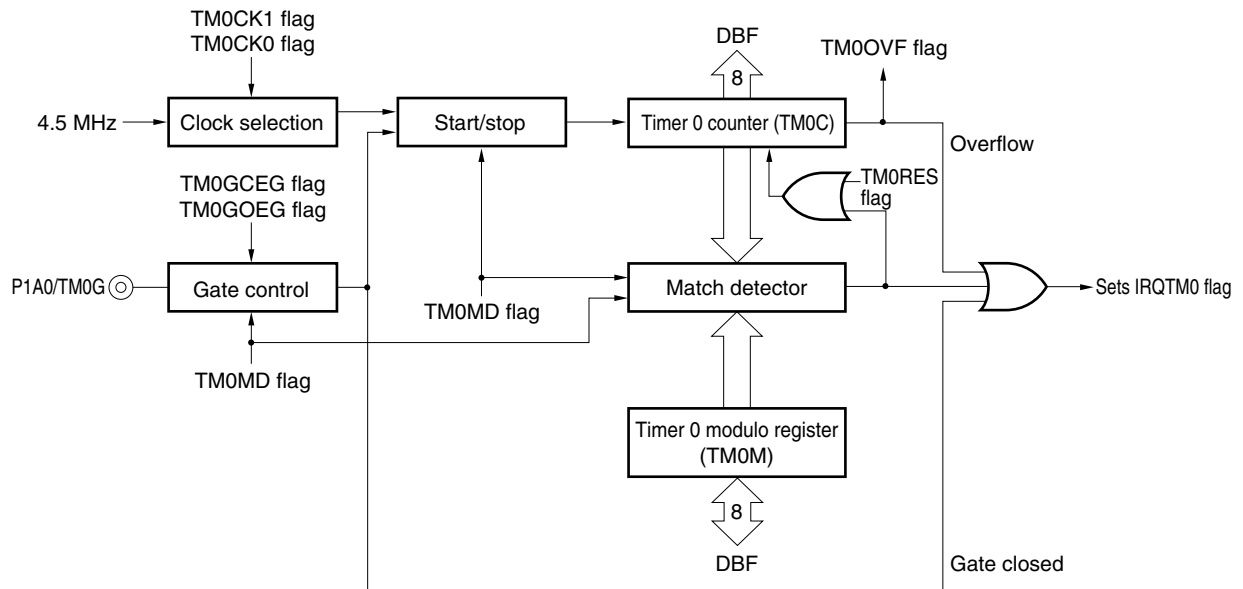 TM0CK1 flag
TM0CK0 flag
DBF
TM0OVF flag
8
4.5 MHz
Clock selection
Start/stop
Timer 0 counter (TM0C)
Overflow
TM0GCEG flag
TM0GOEG flag
TM0RES
flag
P1A0/TM0G
Gate control
Match detector
Sets IRQTM0 flag
TM0MD flag
TM0MD flag
Timer 0 modulo register
(TM0M)
8
DBF
Gate closed